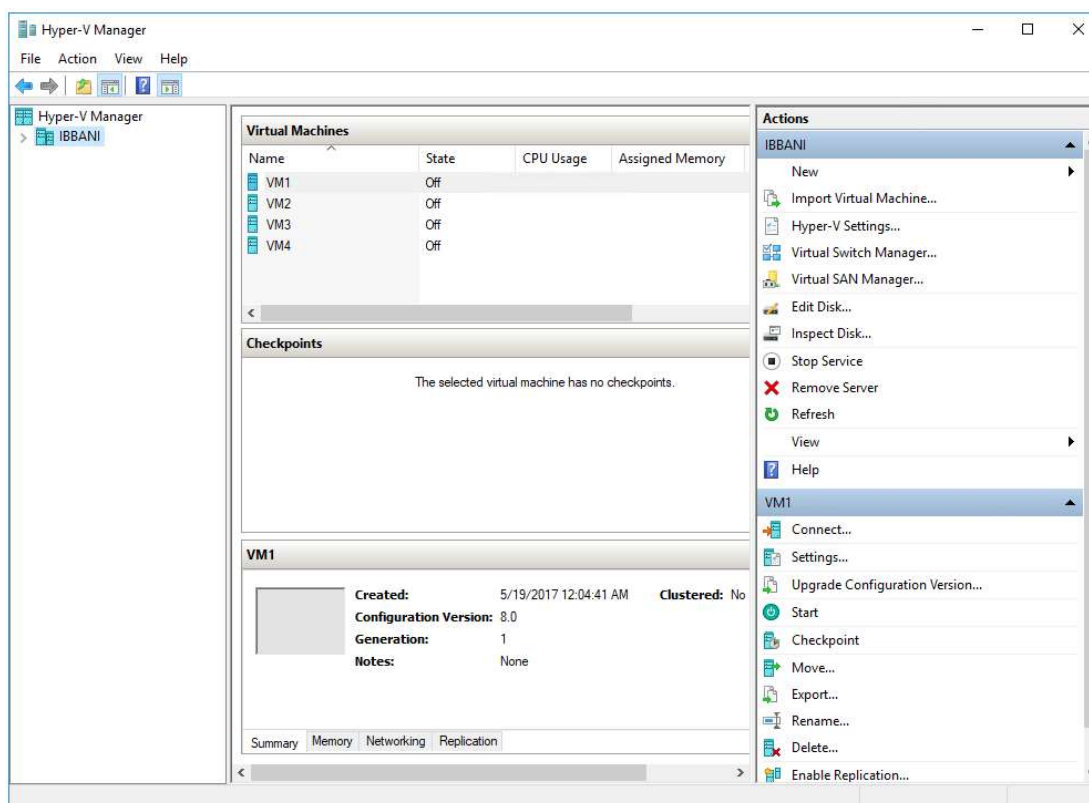 Hyper-V Manager
File Action View Help
Hyper-V Manager
IBBANI
Virtual Machines
Name State CPU Usage Assigned Memory
VM1 Off
VM2 Off
VM3 Off
VM4 Off
Checkpoints
The selected virtual machine has no checkpoints.
VM1
Created: 5/19/2017 12:04:41 AM Clustered: No
Configuration Version: 8.0
Generation: 1
Notes: None
Summary Memory Networking Replication
Actions
IBBANI
New
Import Virtual Machine...
Hyper-V Settings...
Virtual Switch Manager...
Virtual SAN Manager...
Edit Disk...
Inspect Disk...
Stop Service
Remove Server
Refresh
View
Help
VM1
Connect...
Settings...
Upgrade Configuration Version...
Start
Checkpoint
Move...
Export...
Rename...
Delete...
Enable Replication...